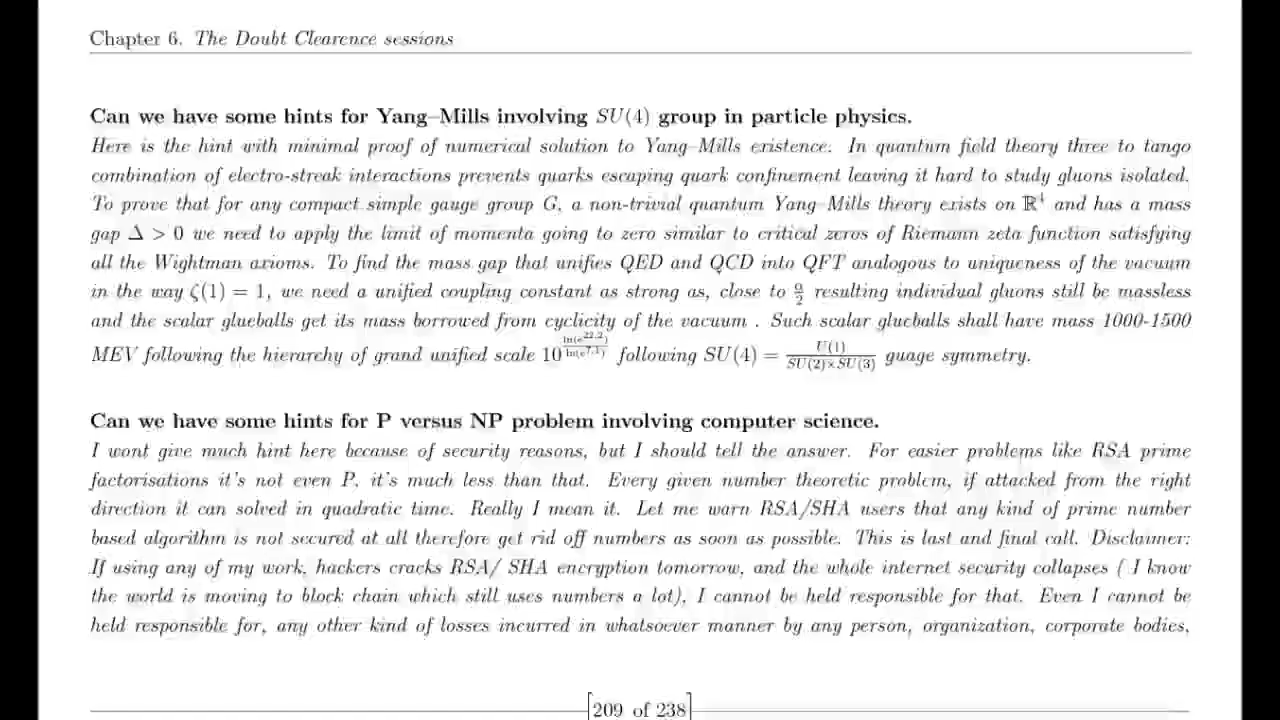 Chapter 6. The Doubt Clearence sessions
Can we have some hints for Yang–Mills involving SU(4) group in particle physics.
Here is the hint with minimal proof of numerical solution to Yang–Mills existence: In quantum field theory three to tango
combination of electro-streak interactions prevents quarks escaping quark confinement leaving it hard to study gluons isolated.
To prove that for any compact simple gauge group G, a non-trivial quantum Yang–Mills theory exists on ℝ⁴ and has a mass
gap Δ > 0 we need to apply the limit of momenta going to zero similar to critical zeros of Riemann zeta function satisfying
all the Wightman axioms. To find the mass gap that unifies QED and QCD into QFT analogous to uniqueness of the vacuum
in the way ζ(1) = 1, we need a unified coupling constant as strong as, close to α/2 resulting individual gluons still be massless
and the scalar glueballs get its mass borrowed from cyclicity of the vacuum . Such scalar glueballs shall have mass 1000-1500
MEV following the hierarchy of grand unified scale 10^(ln(e^22.2)/ln(e^7.1)) following SU(4) = U(1)/(SU(2)×SU(3)) guage symmetry.
Can we have some hints for P versus NP problem involving computer science.
I wont give much hint here because of security reasons, but I should tell the answer. For easier problems like RSA prime
factorisations it's not even P, it's much less than that. Every given number theoretic problem, if attacked from the right
direction it can solved in quadratic time. Really I mean it. Let me warn RSA/SHA users that any kind of prime number
based algorithm is not secured at all therefore get rid off numbers as soon as possible. This is last and final call. Disclaimer:
If using any of my work, hackers cracks RSA/ SHA encryption tomorrow, and the whole internet security collapses ( I know
the world is moving to block chain which still uses numbers a lot), I cannot be held responsible for that. Even I cannot be
held responsible for, any other kind of losses incurred in whatsoever manner by any person, organization, corporate bodies,
[209 of 238]